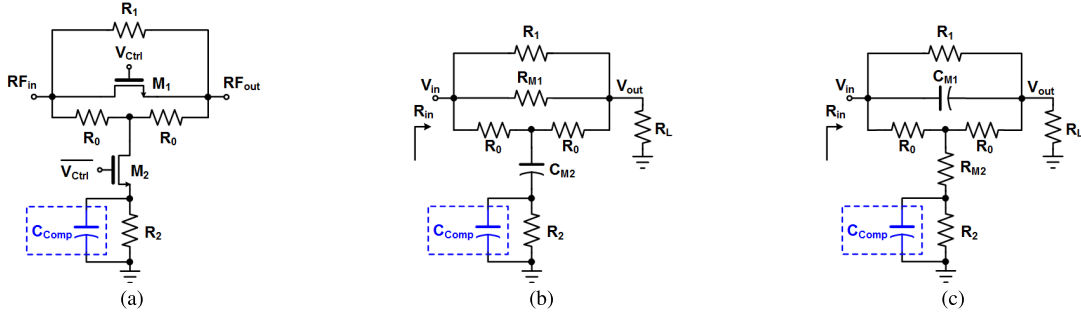 R1
VCtrl
M1
RFin
RFout
R0
R0
VCtrl
M2
CComp
R2
(a)
R1
RM1
Vin
Vout
Rin
R0
R0
RL
CM2
CComp
R2
(b)
R1
CM1
Vin
Vout
Rin
R0
R0
RL
RM2
CComp
R2
(c)